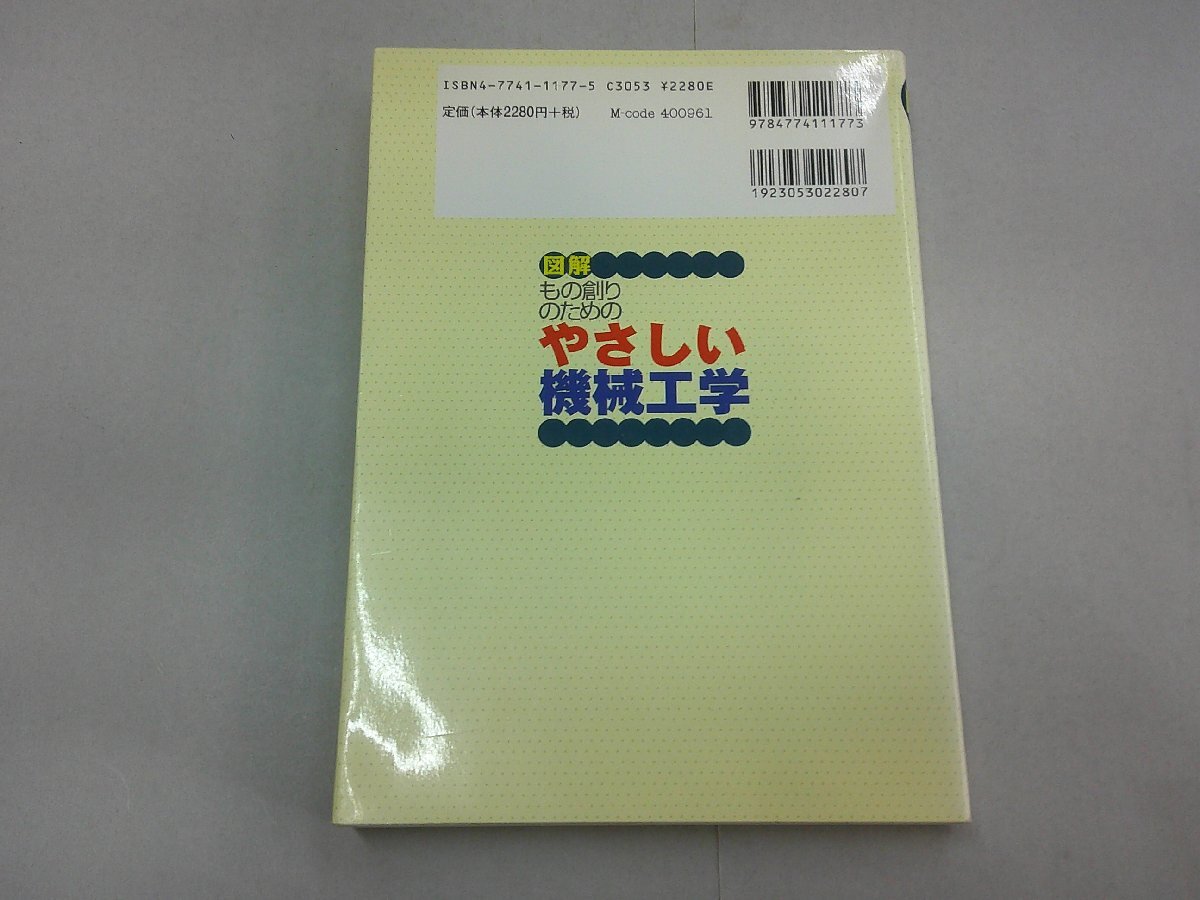 ISBN4-7741-1177-5 C3053 ¥2280E
定価(本体2280円+税) M-code 400961
9784774111773
1923053022807
図解
もの創り
のための
やさしい
機械工学